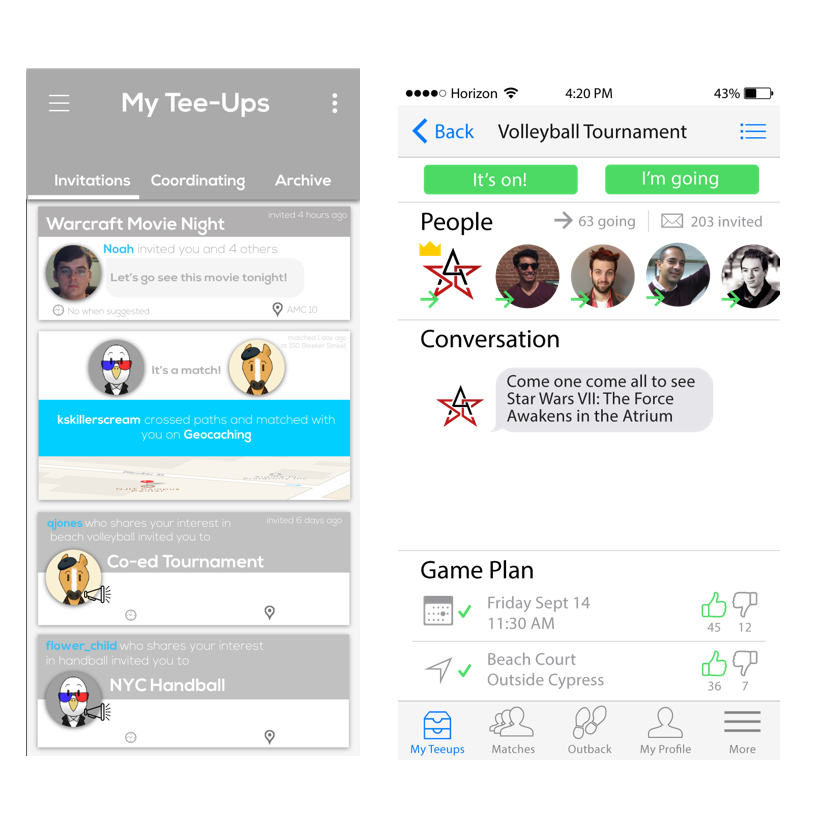 My Tee-Ups
Invitations Coordinating Archive
invited 4 hours ago
Warcraft Movie Night
Noah invited you and 4 others
Let's go see this movie tonight!
No when suggested
AMC 10
matched 1 day ago
at 150 Bleeker Street
It's a match!
kskillerscream crossed paths and matched with
you on Geocaching
qjones who shares your interest in
beach volleyball invited you to
invited 6 days ago
Co-ed Tournament
flower_child who shares your interest
in handball invited you to
NYC Handball
Horizon 4:20 PM 43%
Back Volleyball Tournament
It's on! I'm going
People 63 going 203 invited
Conversation
Come one come all to see
Star Wars VII: The Force
Awakens in the Atrium
Game Plan
Friday Sept 14
11:30 AM
45 12
Beach Court
Outside Cypress
36 7
My Teeups Matches Outback My Profile More